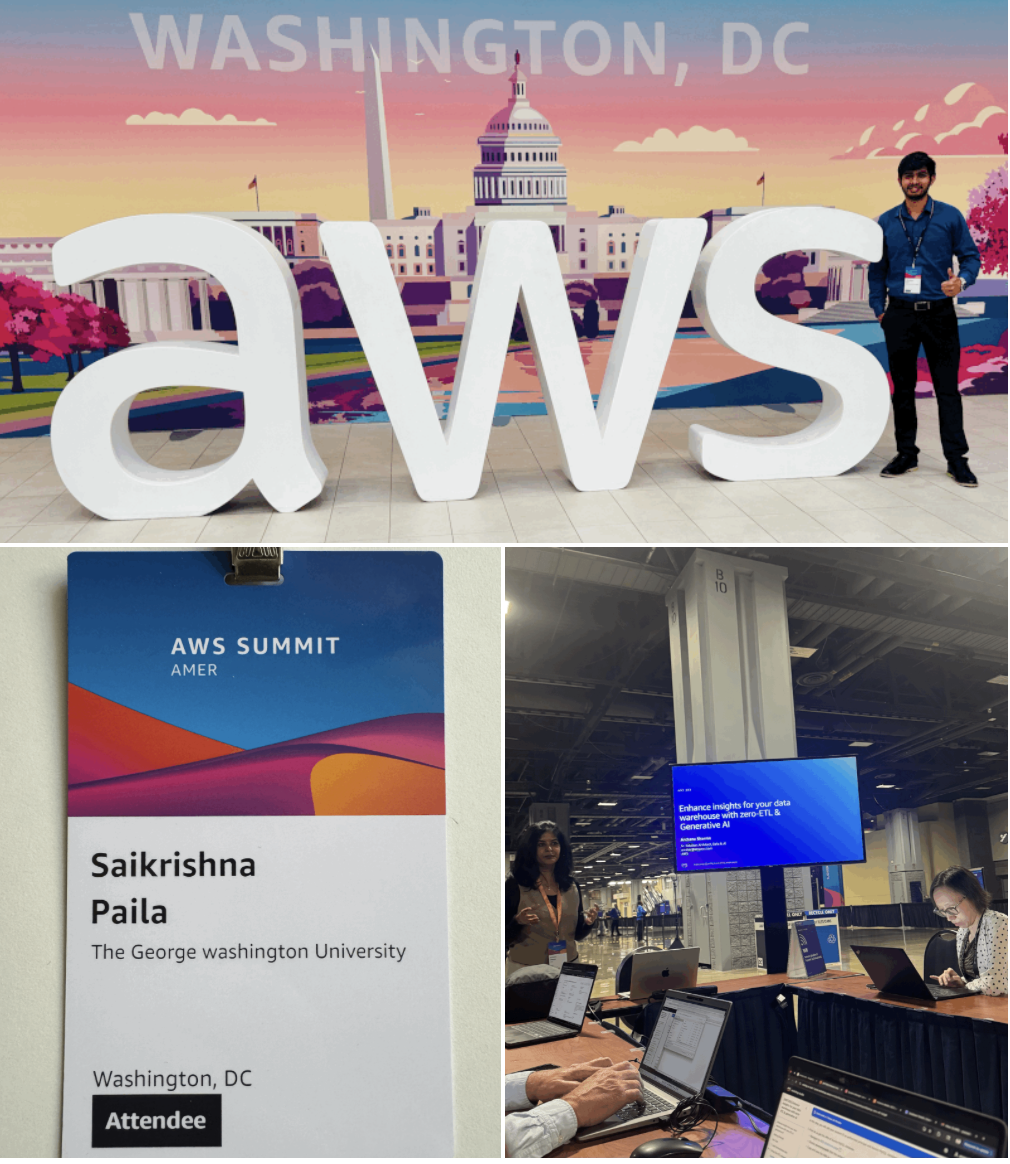 WASHINGTON, DC
aws
AWS SUMMIT
AMER
Saikrishna
Paila
The George washington University
Washington, DC
Attendee
B
10
Enhance insights for your data
warehouse with zero-ETL &
Generative AI